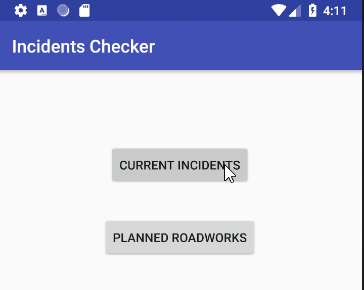 4:11
Incidents Checker
CURRENT INCIDENTS
PLANNED ROADWORKS